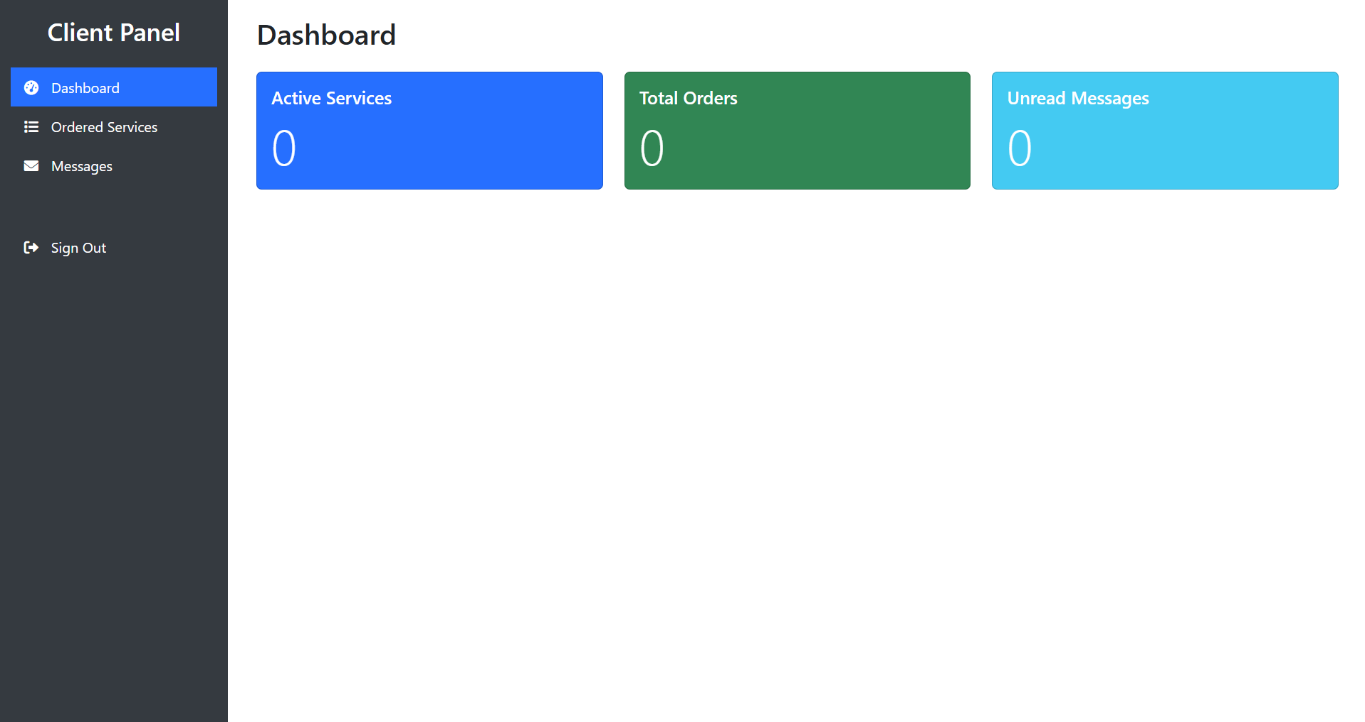 Client Panel
Dashboard
Ordered Services
Messages
Sign Out
Dashboard
Active Services
0
Total Orders
0
Unread Messages
0